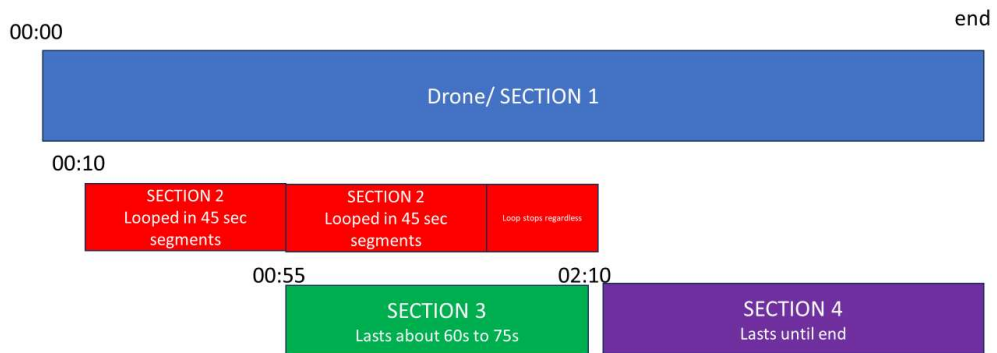 end
00:00
Drone/ SECTION 1
00:10
SECTION 2
Looped in 45 sec
segments
SECTION 2
Looped in 45 sec
segments
Loop stops regardless
00:55
02:10
SECTION 3
Lasts about 60s to 75s
SECTION 4
Lasts until end